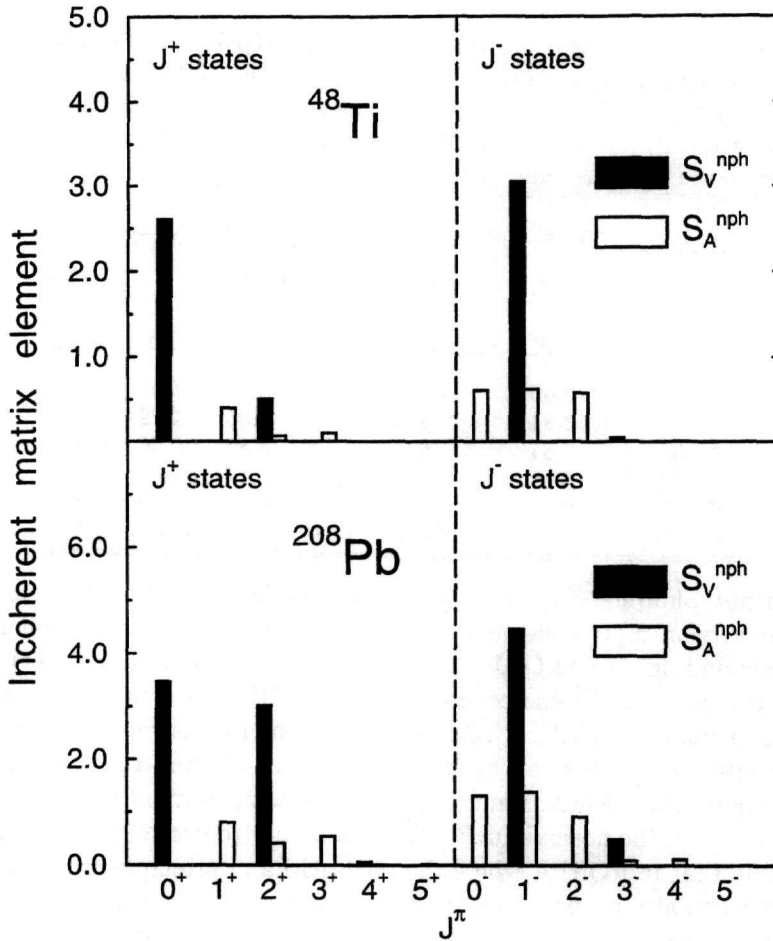 Incoherent matrix element
5.0
4.0
3.0
2.0
1.0
J⁺ states
⁴⁸Ti
J⁻ states
S_V^nph
S_A^nph
6.0
4.0
2.0
0.0
J⁺ states
²⁰⁸Pb
J⁻ states
S_V^nph
S_A^nph
0⁺ 1⁺ 2⁺ 3⁺ 4⁺ 5⁺ 0⁻ 1⁻ 2⁻ 3⁻ 4⁻ 5⁻
J^π